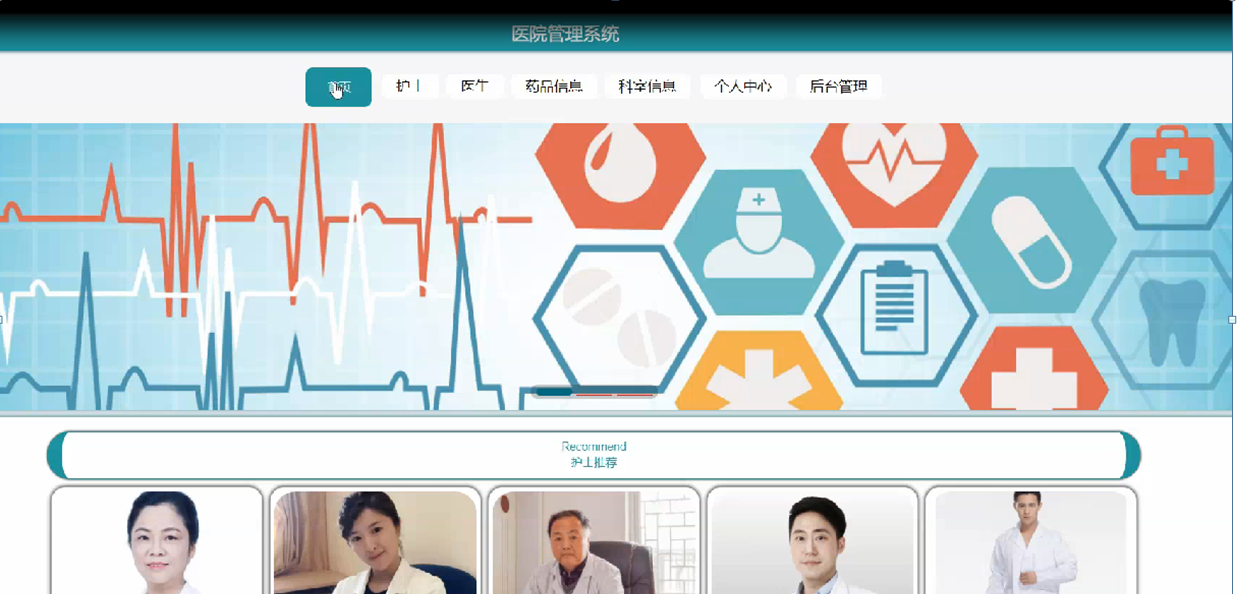 医院管理系统
首页 护士 医生 药品信息 科室信息 个人中心 后台管理
Recommend
护士推荐